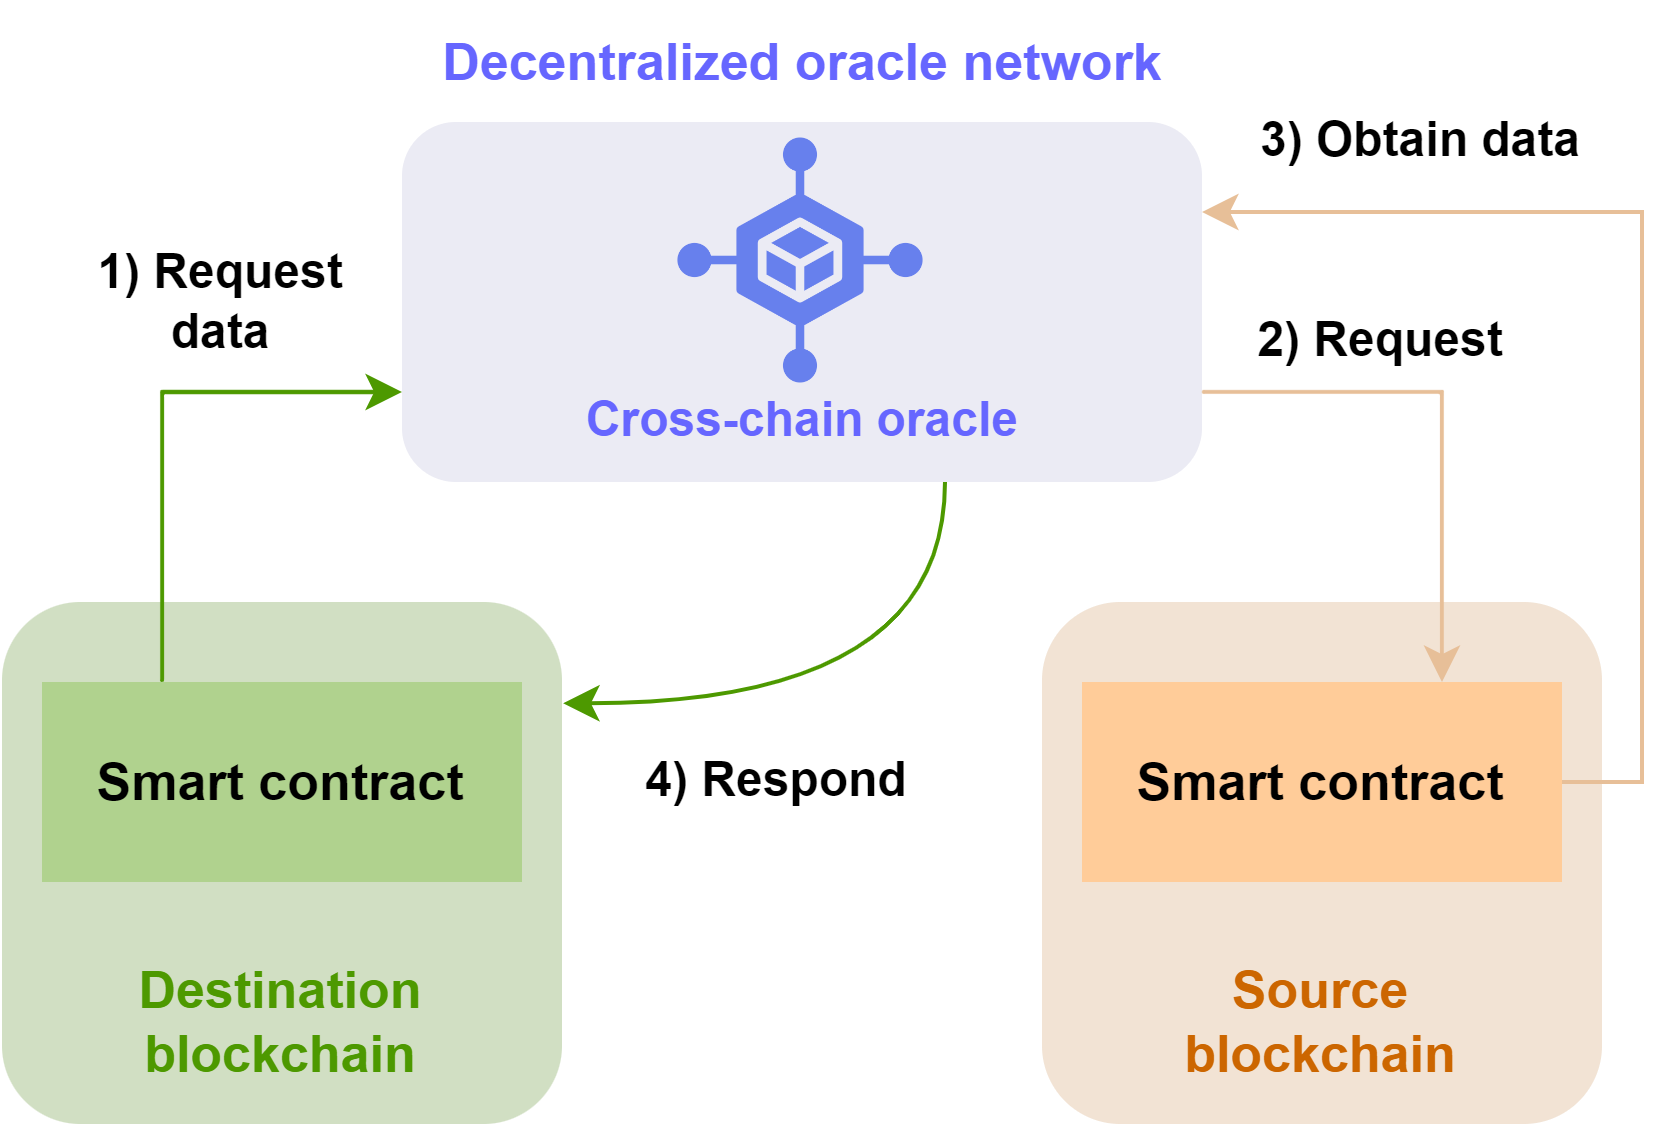 Decentralized oracle network
3) Obtain data
1) Request
data
2) Request
Cross-chain oracle
Smart contract
4) Respond
Smart contract
Destination
blockchain
Source
blockchain